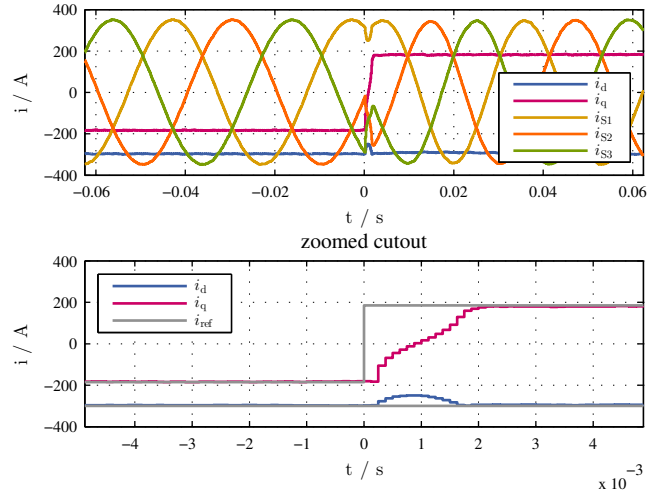 400
200
0
−200
−400
i / A
−0.06
−0.04
−0.02
0
0.02
0.04
0.06
t / s
i_d
i_q
i_S1
i_S2
i_S3
zoomed cutout
400
200
0
−200
−400
i / A
i_d
i_q
i_ref
−4
−3
−2
−1
0
1
2
3
4
t / s
x 10⁻³